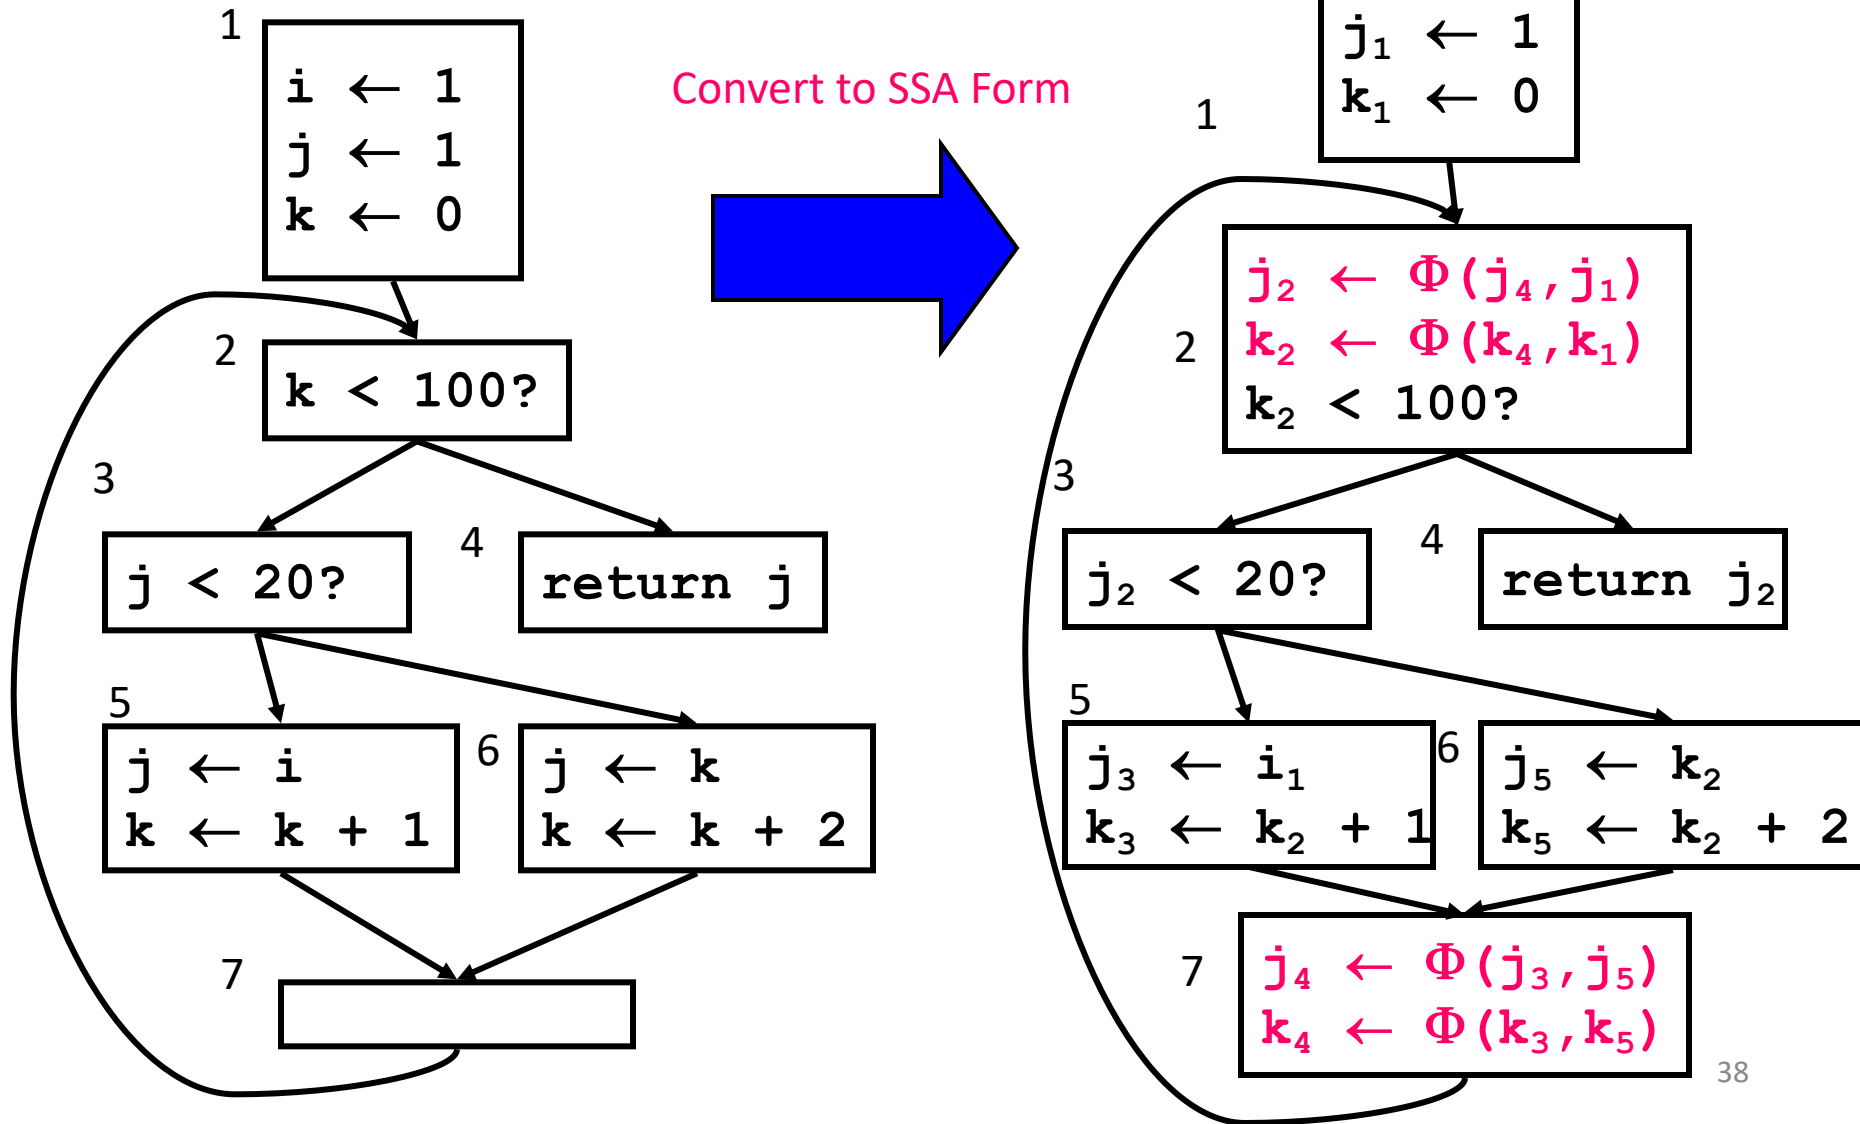 1
i ← 1
j ← 1
k ← 0
2
k < 100?
3
j < 20?
4
return j
5
j ← i
k ← k + 1
6
j ← k
k ← k + 2
7
Convert to SSA Form
1
j₁ ← 1
k₁ ← 0
2
j₂ ← Φ(j₄,j₁)
k₂ ← Φ(k₄,k₁)
k₂ < 100?
3
j₂ < 20?
4
return j₂
5
j₃ ← i₁
k₃ ← k₂ + 1
6
j₅ ← k₂
k₅ ← k₂ + 2
7
j₄ ← Φ(j₃,j₅)
k₄ ← Φ(k₃,k₅)
38